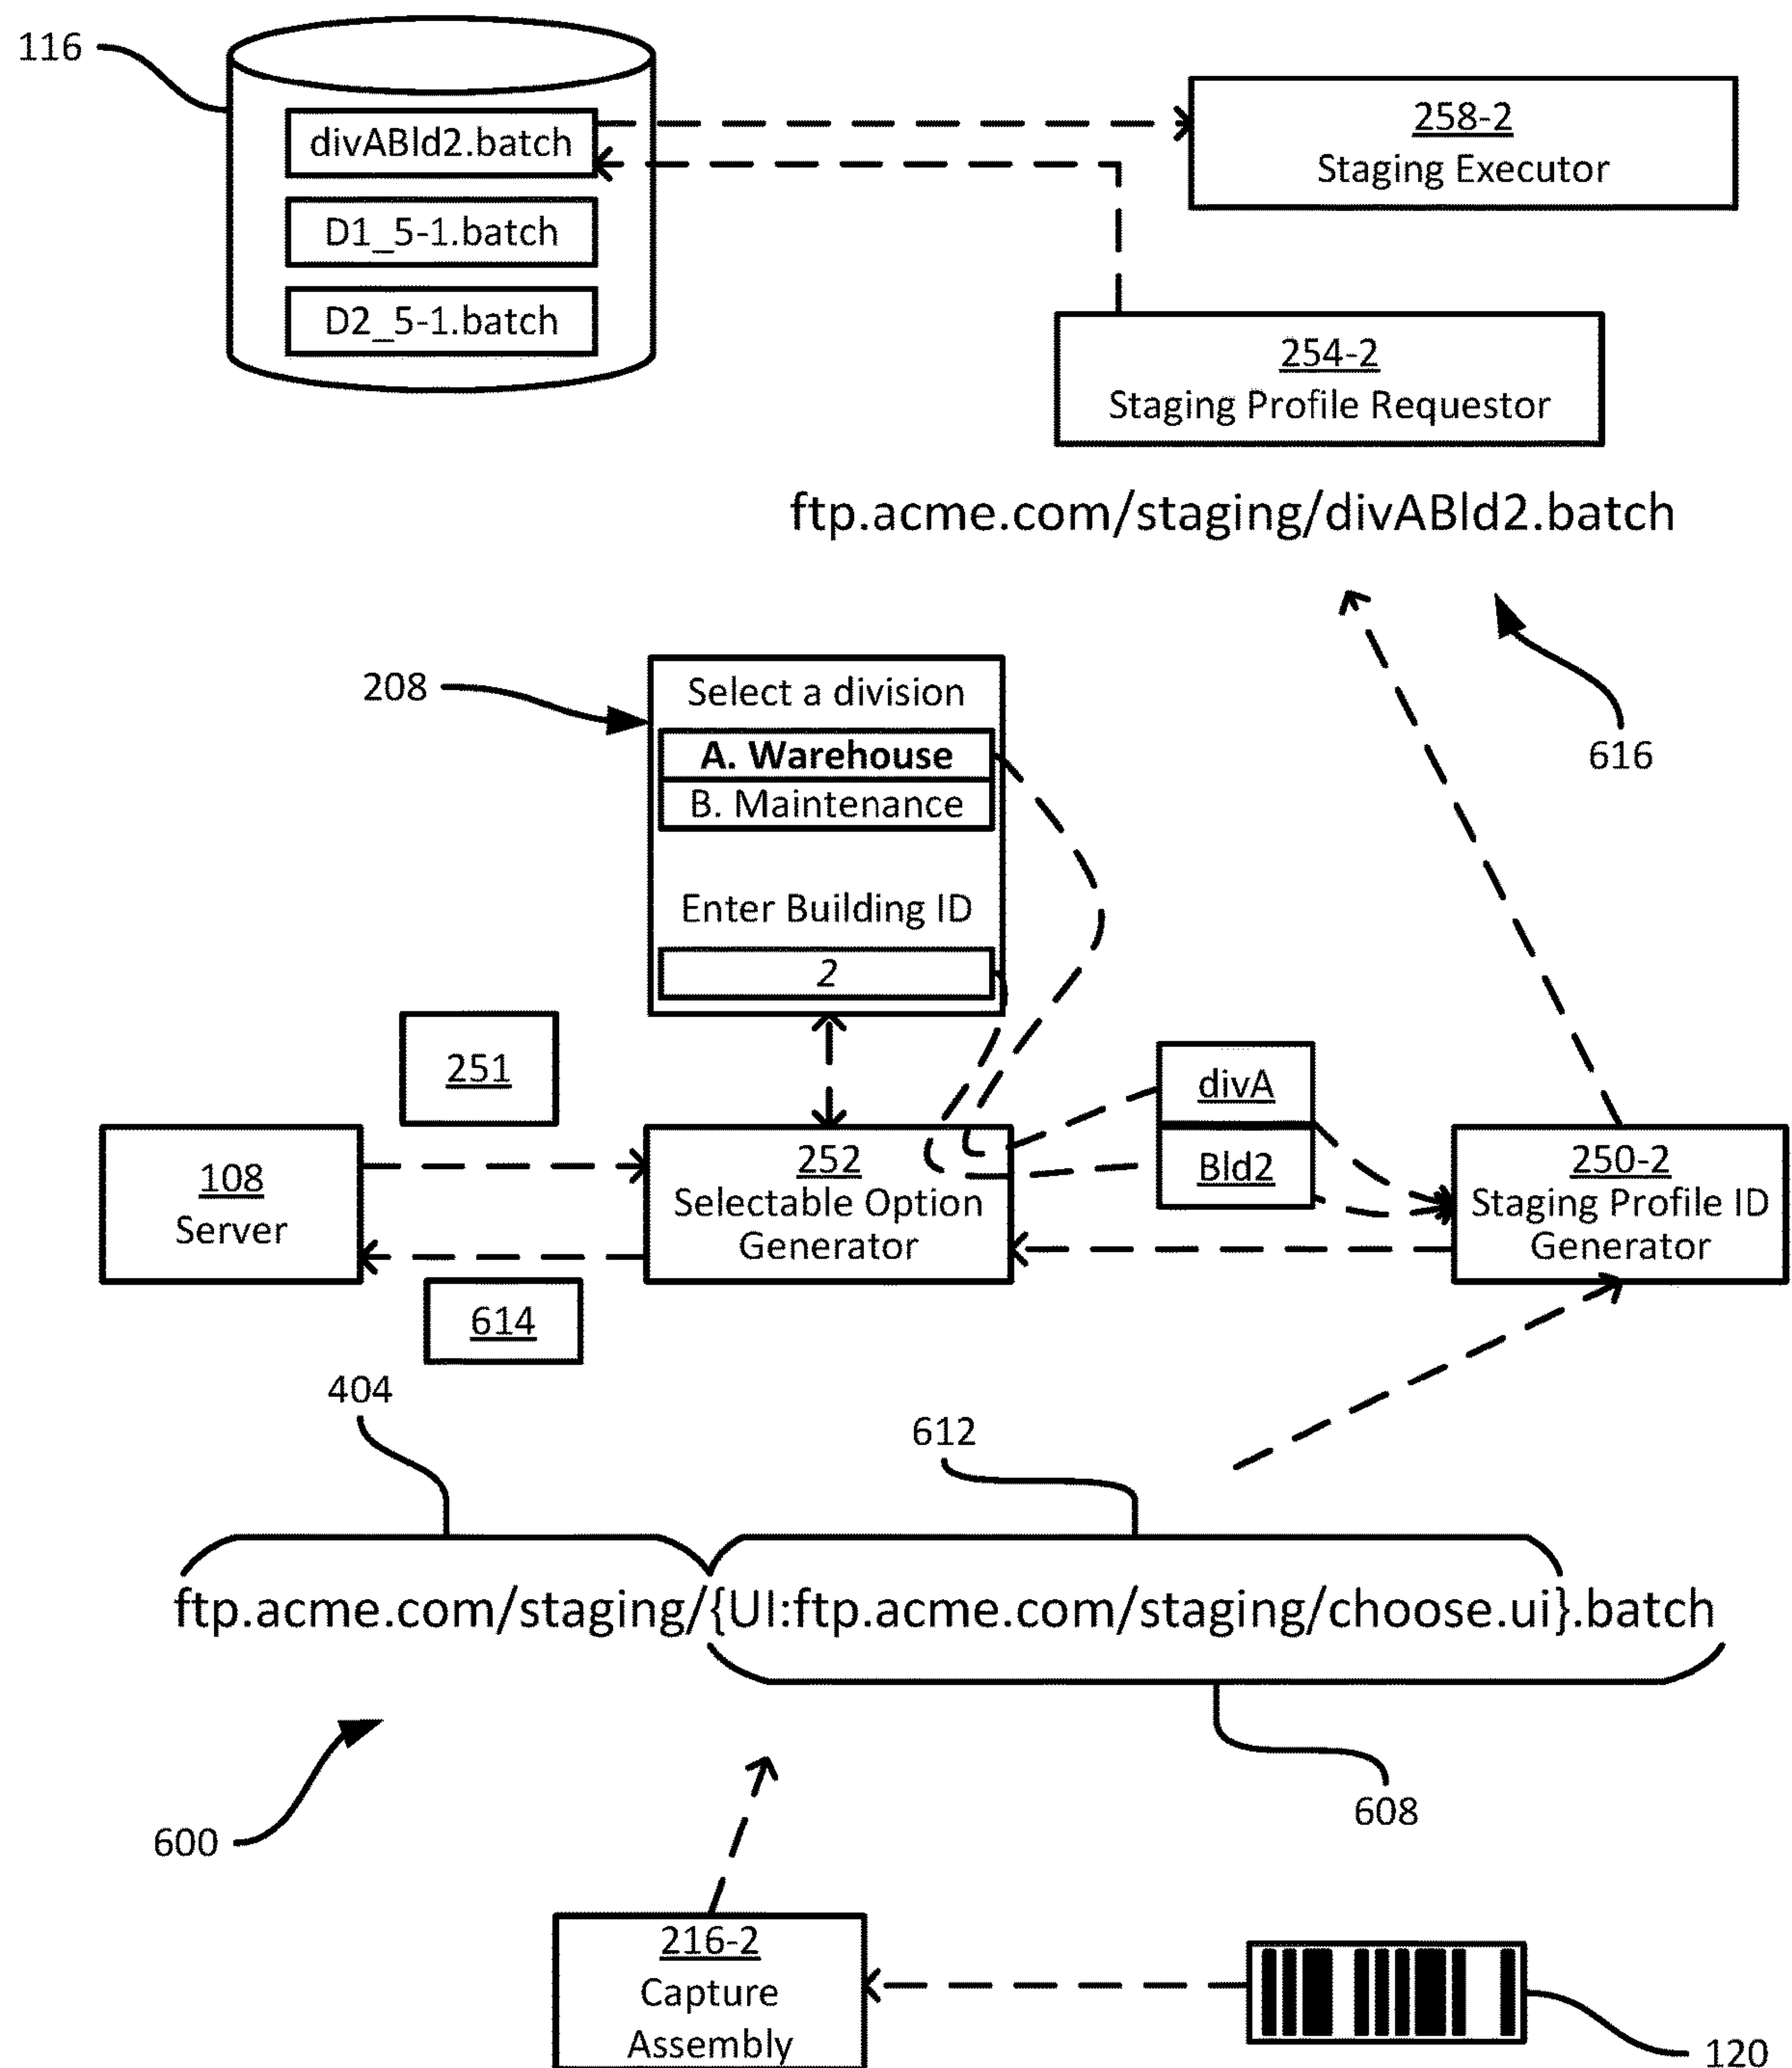 116
divABld2.batch
D1_5-1.batch
D2_5-1.batch
258-2
Staging Executor
254-2
Staging Profile Requestor
ftp.acme.com/staging/divABld2.batch
616
208
Select a division
A. Warehouse
B. Maintenance
Enter Building ID
2
251
108
Server
614
252
Selectable Option
Generator
divA
Bld2
250-2
Staging Profile ID
Generator
404
612
ftp.acme.com/staging/{UI:ftp.acme.com/staging/choose.ui}.batch
600
608
216-2
Capture
Assembly
120